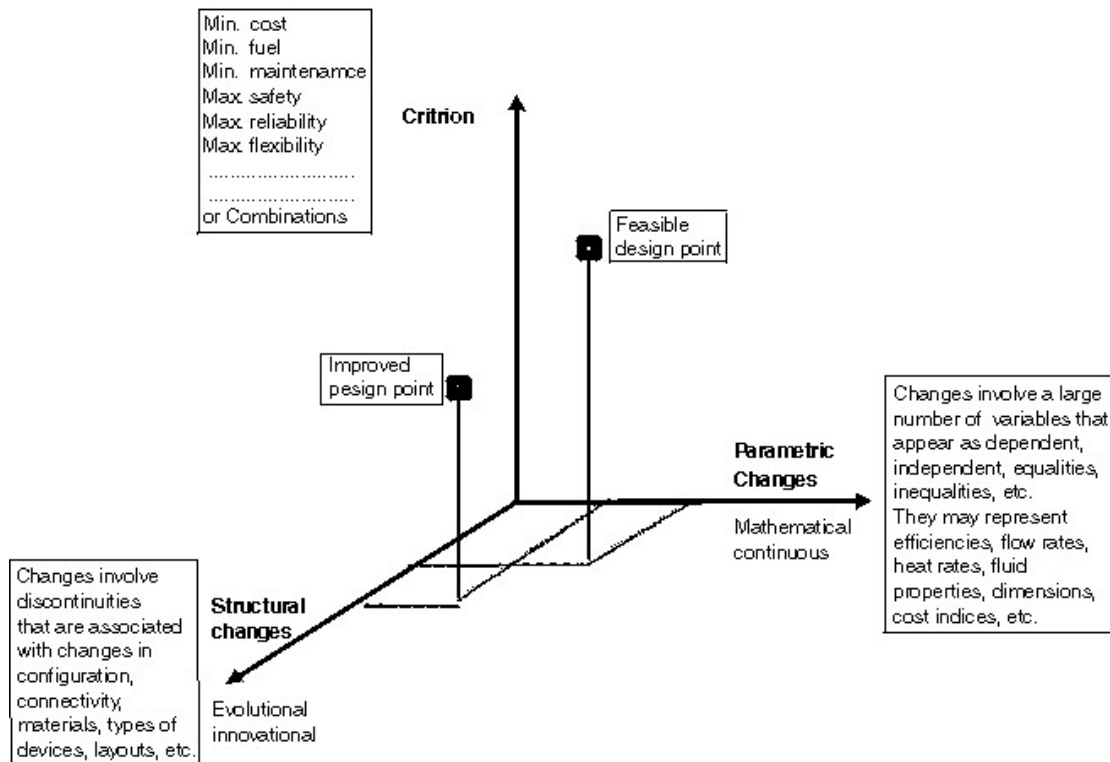 Min. cost
Min. fuel
Min. maintenamce
Max. safety
Max. reliability
Max. flexibility
............................
............................
or Combinations
Critrion
Feasible
design point
Improved
pesign point
Parametric
Changes
Mathematical
continuous
Changes involve a large
number of variables that
appear as dependent,
independent, equalities,
inequalities, etc.
They may represent
efficiencies, flow rates,
heat rates, fluid
properties, dimensions,
cost indices, etc.
Structural
changes
Evolutional
innovational
Changes involve
discontinuities
that are associated
with changes in
configuration,
connectivity,
materials, types of
devices, layouts, etc.